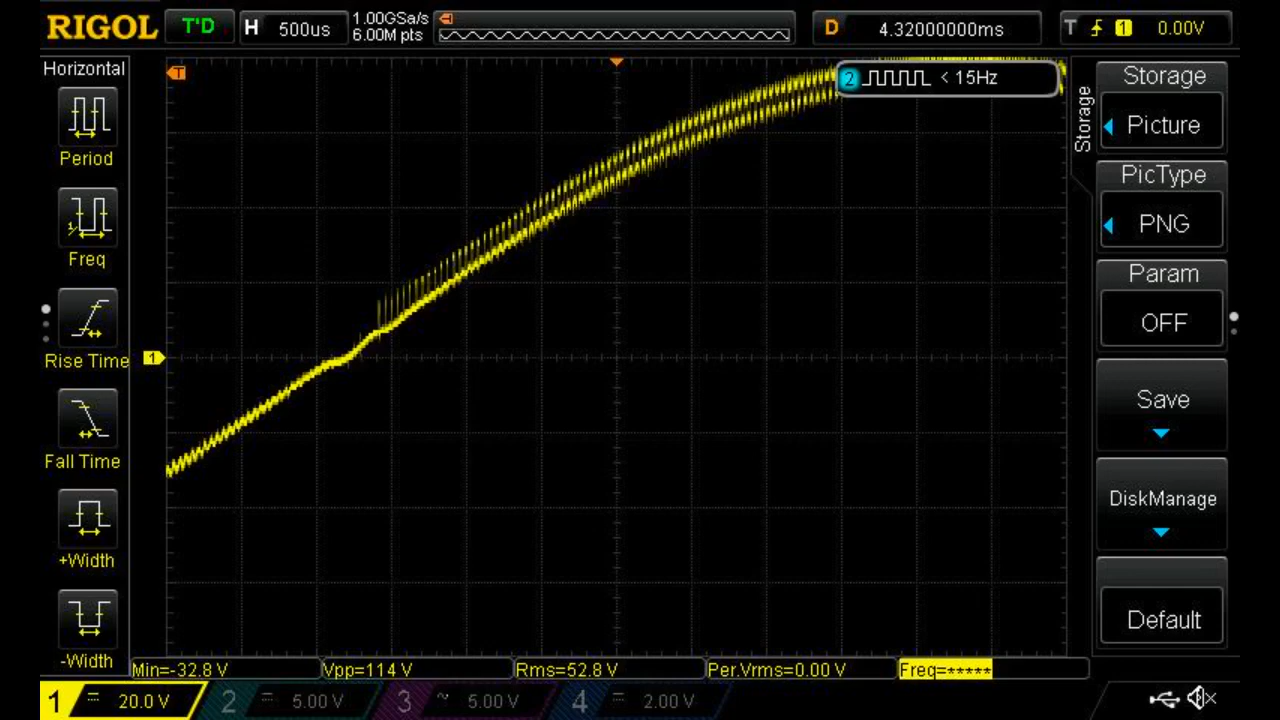 RIGOL T'D H 500us 1.00GSa/s 6.00M pts D 4.32000000ms T 1 0.00V
Horizontal
Period
Freq
Rise Time
Fall Time
+Width
-Width
T
2 < 15Hz
1
Storage
Storage
Picture
PicType
PNG
Param
OFF
Save
DiskManage
Default
Min=-32.8 V Vpp=114 V Rms=52.8 V Per.Vrms=0.00 V Freq=*****
1 20.0 V 2 5.00 V 3 ~ 5.00 V 4 2.00 V